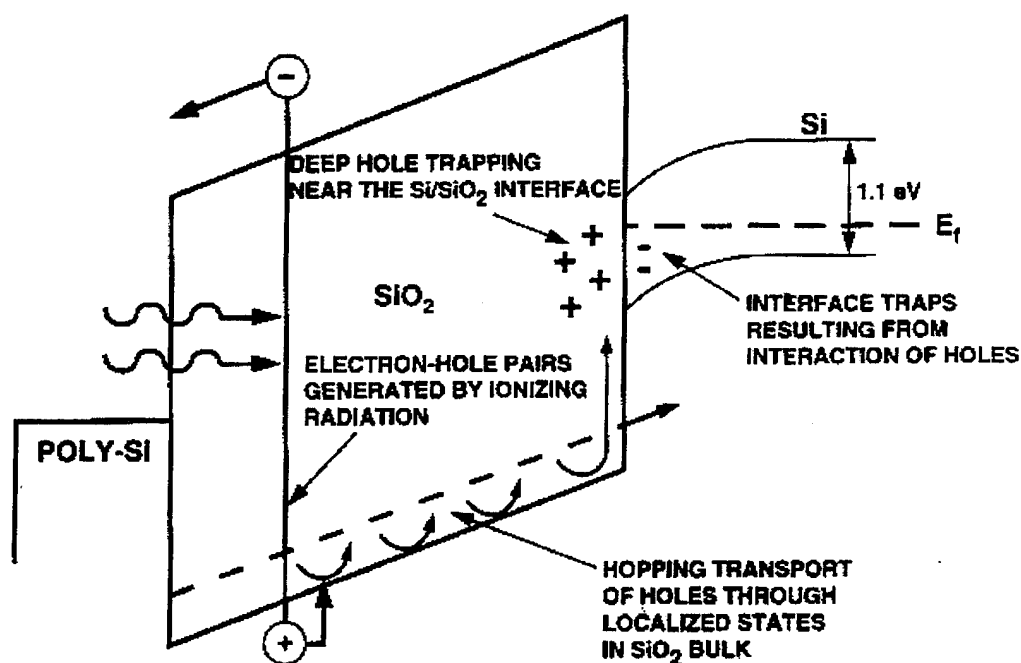 −
DEEP HOLE TRAPPING
NEAR THE Si/SiO₂ INTERFACE
Si
1.1 eV
E_f
+
+
+
+
-
-
SiO₂
INTERFACE TRAPS
RESULTING FROM
INTERACTION OF HOLES
ELECTRON-HOLE PAIRS
GENERATED BY IONIZING
RADIATION
POLY-Si
HOPPING TRANSPORT
OF HOLES THROUGH
LOCALIZED STATES
IN SiO₂ BULK
+